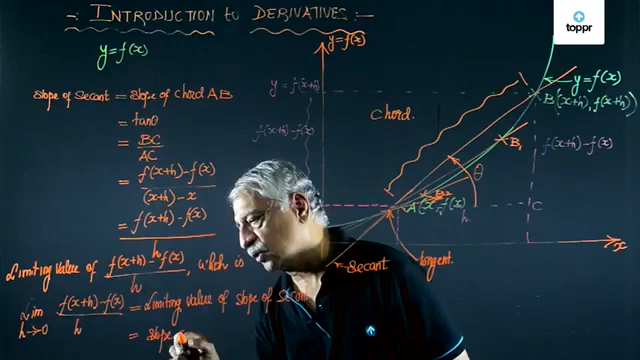 -: INTRODUCTION to DERIVATIVES :-
toppr
y=f(x)
y=f(x)
Slope of Secant = Slope of chord AB
= tanθ
= BC
AC
= f(x+h)-f(x)
(x+h)-x
= f(x+h)-f(x)
h
Limiting value of f(x+h)-f(x), which is
h
Lim f(x+h)-f(x) = Limiting value of slope of Secant
h→0 h
= Slope
y=f(x+h)
f(x+h)-f(x)
chord.
y=f(x)
B(x+h), f(x+h))
B₁
f(x+h)-f(x)
θ
A(x, f(x)
h
C
x
Secant
tangent.